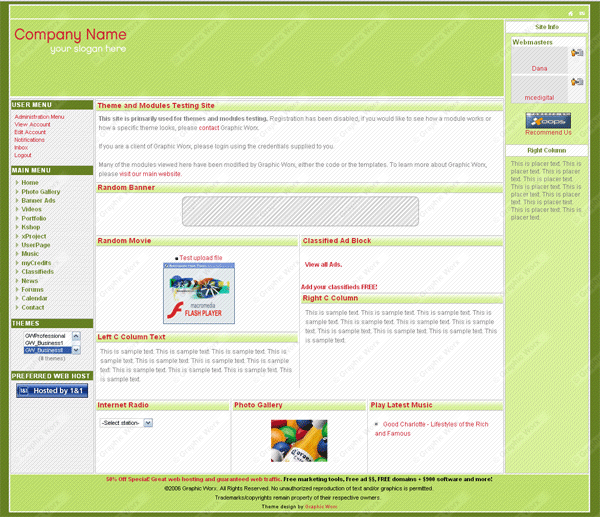 Company Name
your slogan here
USER MENU
Administration Menu
View Account
Edit Account
Notifications
Inbox
Logout
MAIN MENU
Home
Photo Gallery
Banner Ads
Videos
Portfolio
Kshop
xProject
UserPage
Music
myCredits
Classifieds
News
Forums
Calendar
Contact
THEMES
GWProfessional
GW_Business1
GW_Business8
(8 themes)
PREFERRED WEB HOST
1&1 Hosted by 1&1
Theme and Modules Testing Site
This site is primarily used for themes and modules testing. Registration has been disabled, if you would like to see how a module works or
how a specific theme looks, please contact Graphic Worx.
If you are a client of Graphic Worx, please login using the credentials supplied to you.
Many of the modules viewed here have been modified by Graphic Worx, either the code or the templates. To learn more about Graphic Worx,
please visit our main website.
Random Banner
Random Movie
Test upload file
macromedia
FLASH PLAYER
Left C Column Text
This is sample text. This is sample text. This is sample text. This is
sample text. This is sample text. This is sample text. This is sample
text. This is sample text. This is sample text. This is sample text.
This is sample text.
Classified Ad Block
View all Ads.
Add your classifieds FREE!
Right C Column
This is sample text. This is sample text. This is sample text. This is
sample text. This is sample text. This is sample text. This is sample
text. This is sample text. This is sample text. This is sample text.
This is sample text.
Internet Radio
-Select station-
Photo Gallery
Play Latest Music
Good Charlotte - Lifestyles of the Rich
and Famous
Site Info
Webmasters
Dana
mcedigital
Xoops
Recommend Us
Right Column
This is placer text. This is
placer text. This is placer
text. This is placer text.
This is placer text. This is
placer text. This is placer
text. This is placer text.
This is placer text. This is
placer text.
50% Off Special! Great web hosting and guaranteed web traffic. Free marketing tools, Free ad $$, FREE domains + $900 software and more!
©2006 Graphic Worx. All Rights Reserved. No unauthorized reproduction of text and/or graphics is permitted.
Trademarks/copyrights remain property of their respective owners.
Theme design by Graphic Worx